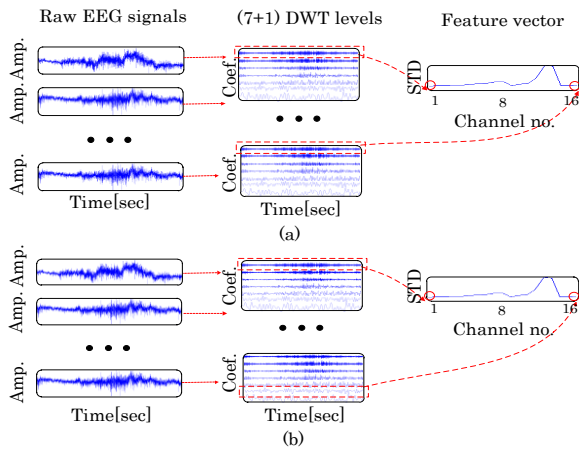 Raw EEG signals
(7+1) DWT levels
Feature vector
Amp.
Amp.
Amp.
Coef.
Coef.
STD
1
8
16
Channel no.
Time[sec]
Time[sec]
(a)
Amp.
Amp.
Amp.
Coef.
Coef.
STD
1
8
16
Channel no.
Time[sec]
Time[sec]
(b)